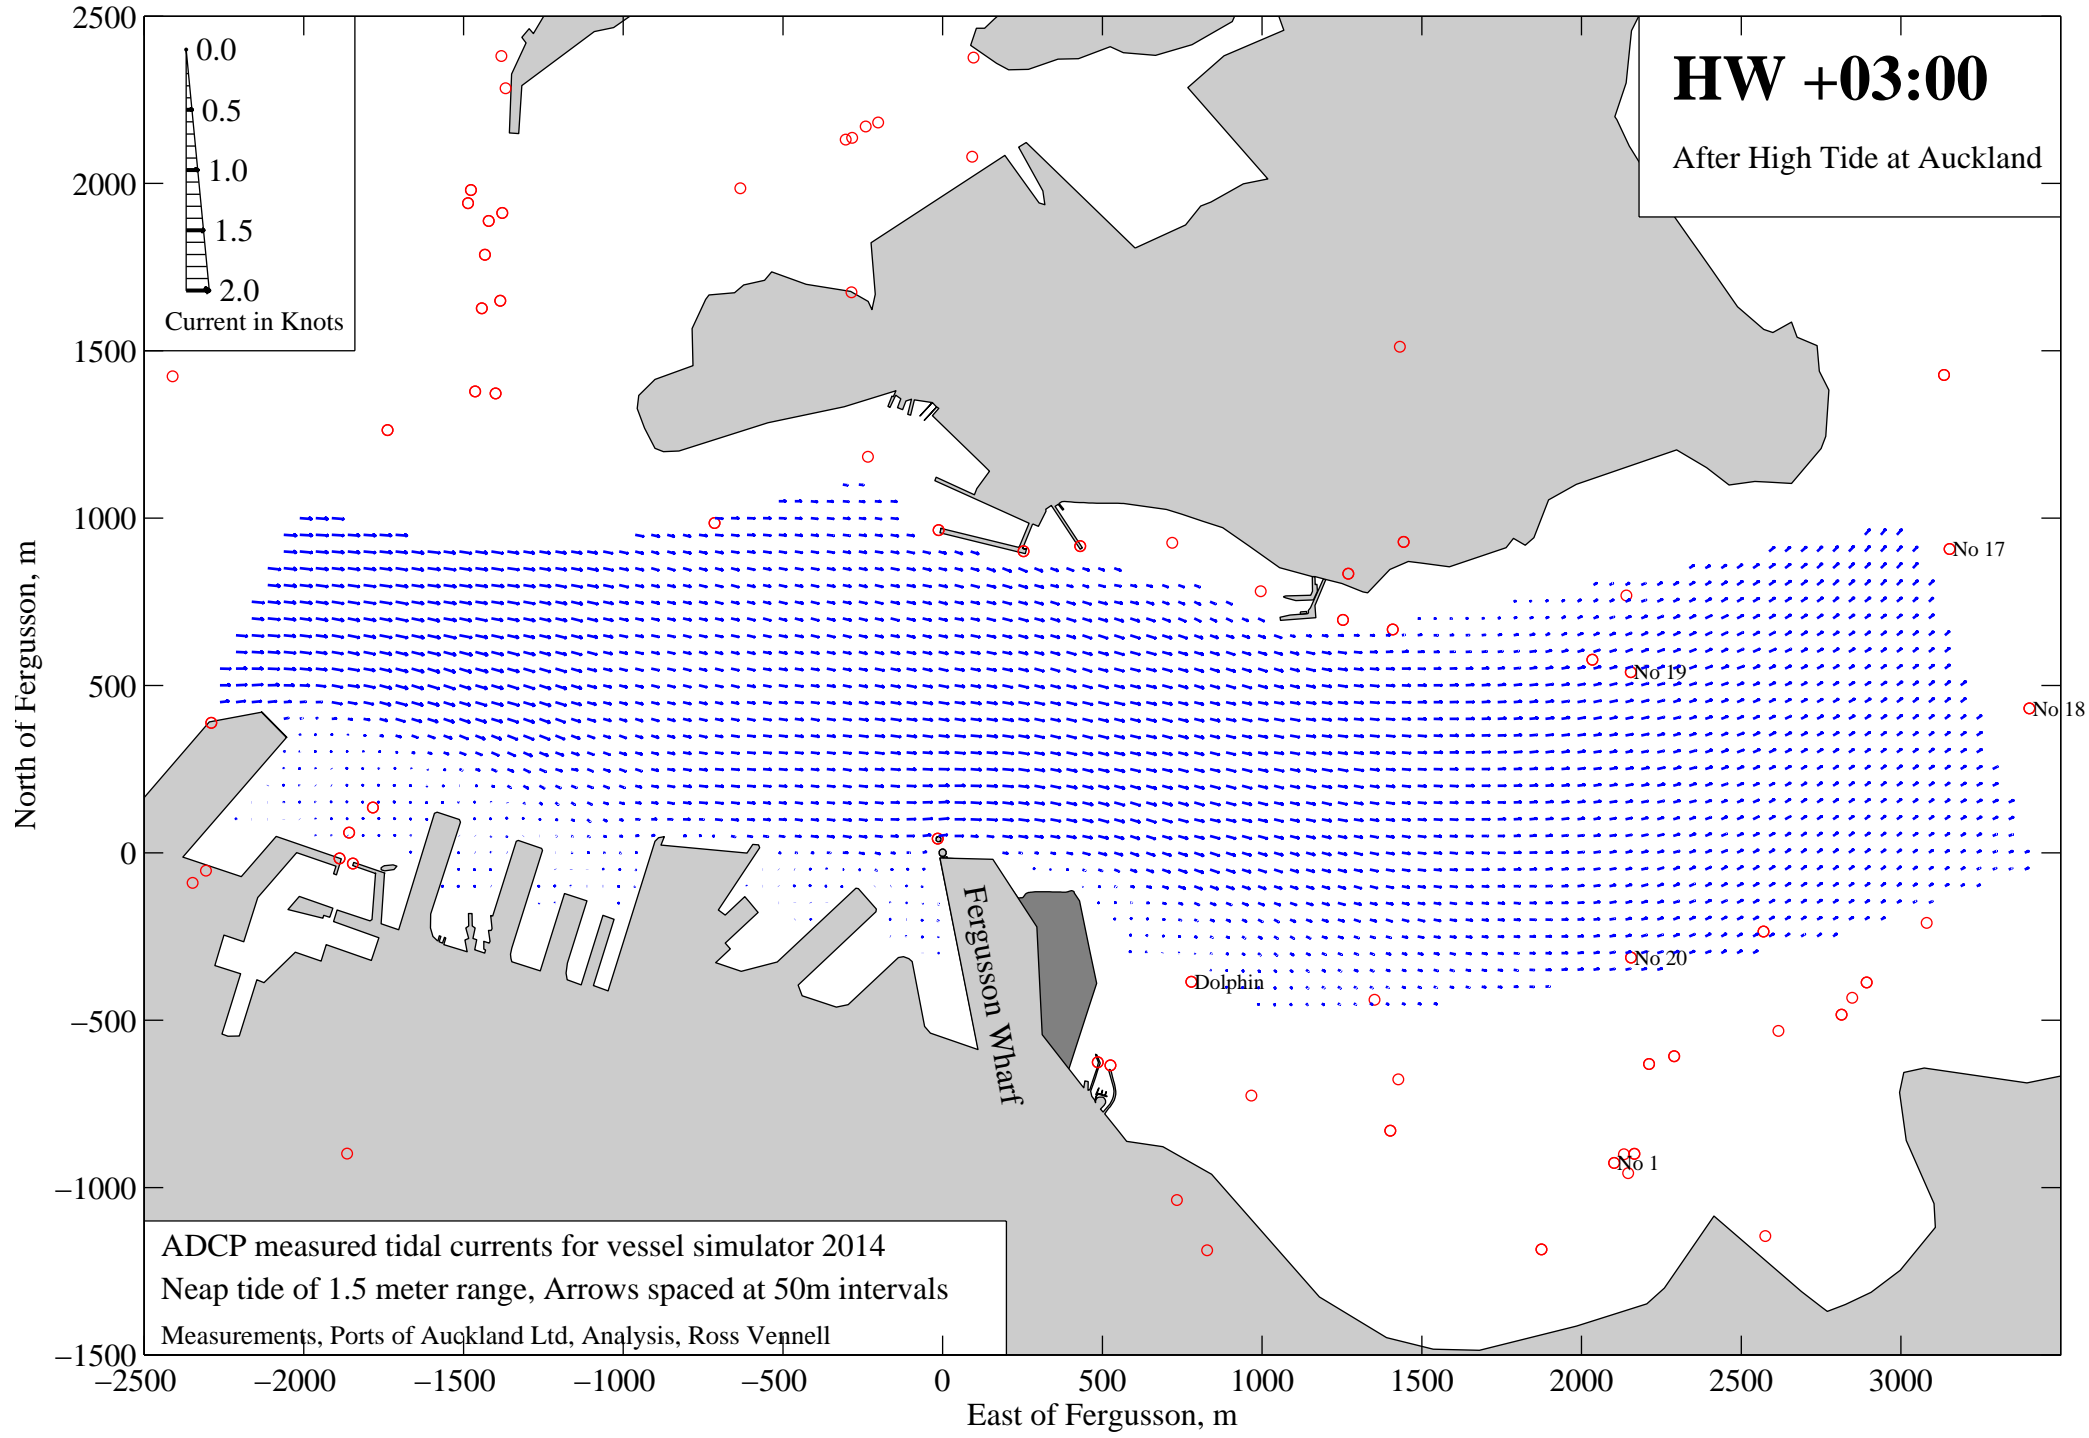 HW +03:00
After High Tide at Auckland
0.0
0.5
1.0
1.5
2.0
Current in Knots
2500
2000
1500
1000
500
0
−500
−1000
−1500
North of Fergusson, m
No 17
No 19
No 18
No 20
Dolphin
No 1
Fergusson Wharf
ADCP measured tidal currents for vessel simulator 2014
Neap tide of 1.5 meter range, Arrows spaced at 50m intervals
Measurements, Ports of Auckland Ltd, Analysis, Ross Vennell
−2500 −2000 −1500 −1000 −500 0 500 1000 1500 2000 2500 3000
East of Fergusson, m